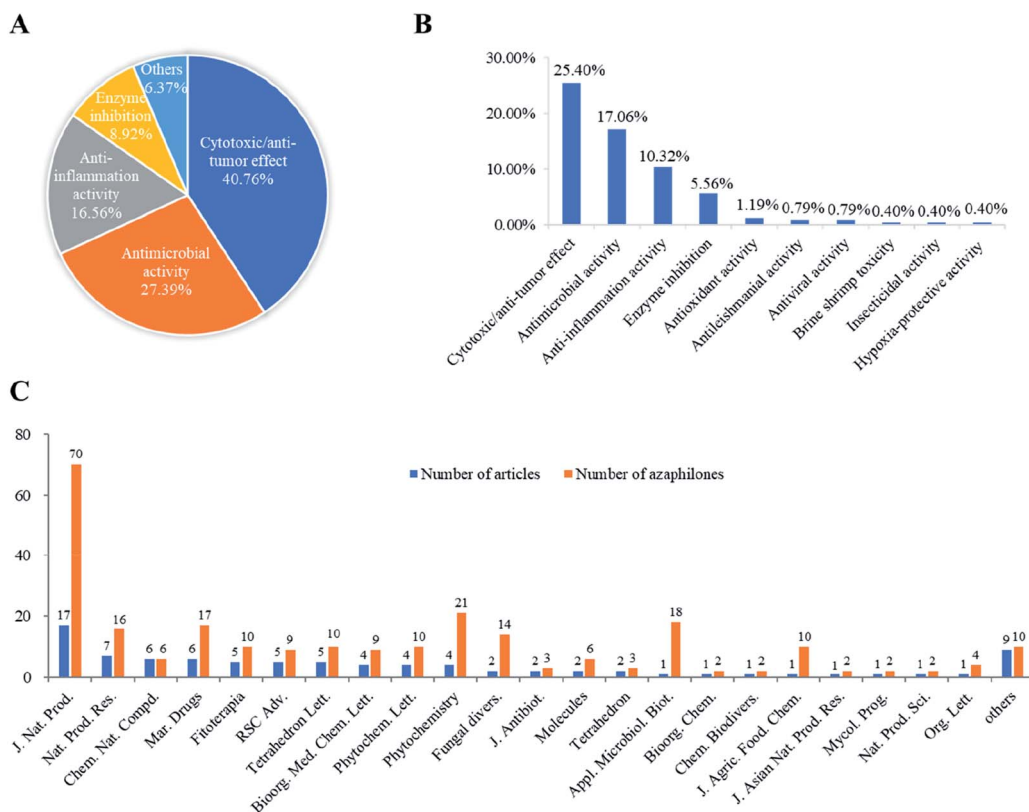 A
Others
6.37%
Enzyme
inhibition
8.92%
Anti-
inflammation
activity
16.56%
Cytotoxic/anti-
tumor effect
40.76%
Antimicrobial
activity
27.39%
B
30.00%
20.00%
10.00%
0.00%
25.40%
17.06%
10.32%
5.56%
1.19%
0.79%
0.79%
0.40%
0.40%
0.40%
Cytotoxic/anti-tumor effect
Antimicrobial activity
Anti-inflammation activity
Enzyme inhibition
Antioxidant activity
Antileishmanial activity
Antiviral activity
Brine shrimp toxicity
Insecticidal activity
Hypoxia-protective activity
C
80
60
40
20
0
Number of articles
Number of azaphilones
17 70
7 16
6 6
6 17
5 10
5 9
5 10
4 9
4 10
4 21
2 14
2 3
2 6
2 3
1 18
1 2
1 2
1 10
1 2
1 2
1 2
1 4
9 10
J. Nat. Prod.
Nat. Prod. Res.
Chem. Nat. Compd.
Mar. Drugs
Fitoterapia
RSC Adv.
Tetrahedron Lett.
Bioorg. Med. Chem. Lett.
Phytochem. Lett.
Phytochemistry
Fungal divers.
J. Antibiot.
Molecules
Tetrahedron
Appl. Microbiol. Biot.
Bioorg. Chem.
Chem. Biodivers.
J. Agric. Food. Chem.
J. Asian Nat. Prod. Res.
Mycol. Prog.
Nat. Prod. Sci.
Org. Lett.
others